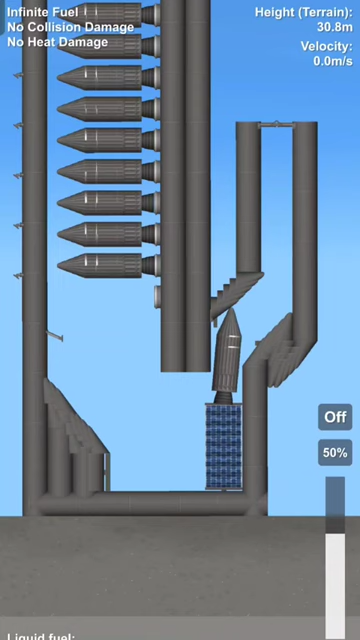 Infinite Fuel
No Collision Damage
No Heat Damage
Height (Terrain):
30.8m
Velocity:
0.0m/s
Off
50%
Liquid fuel: